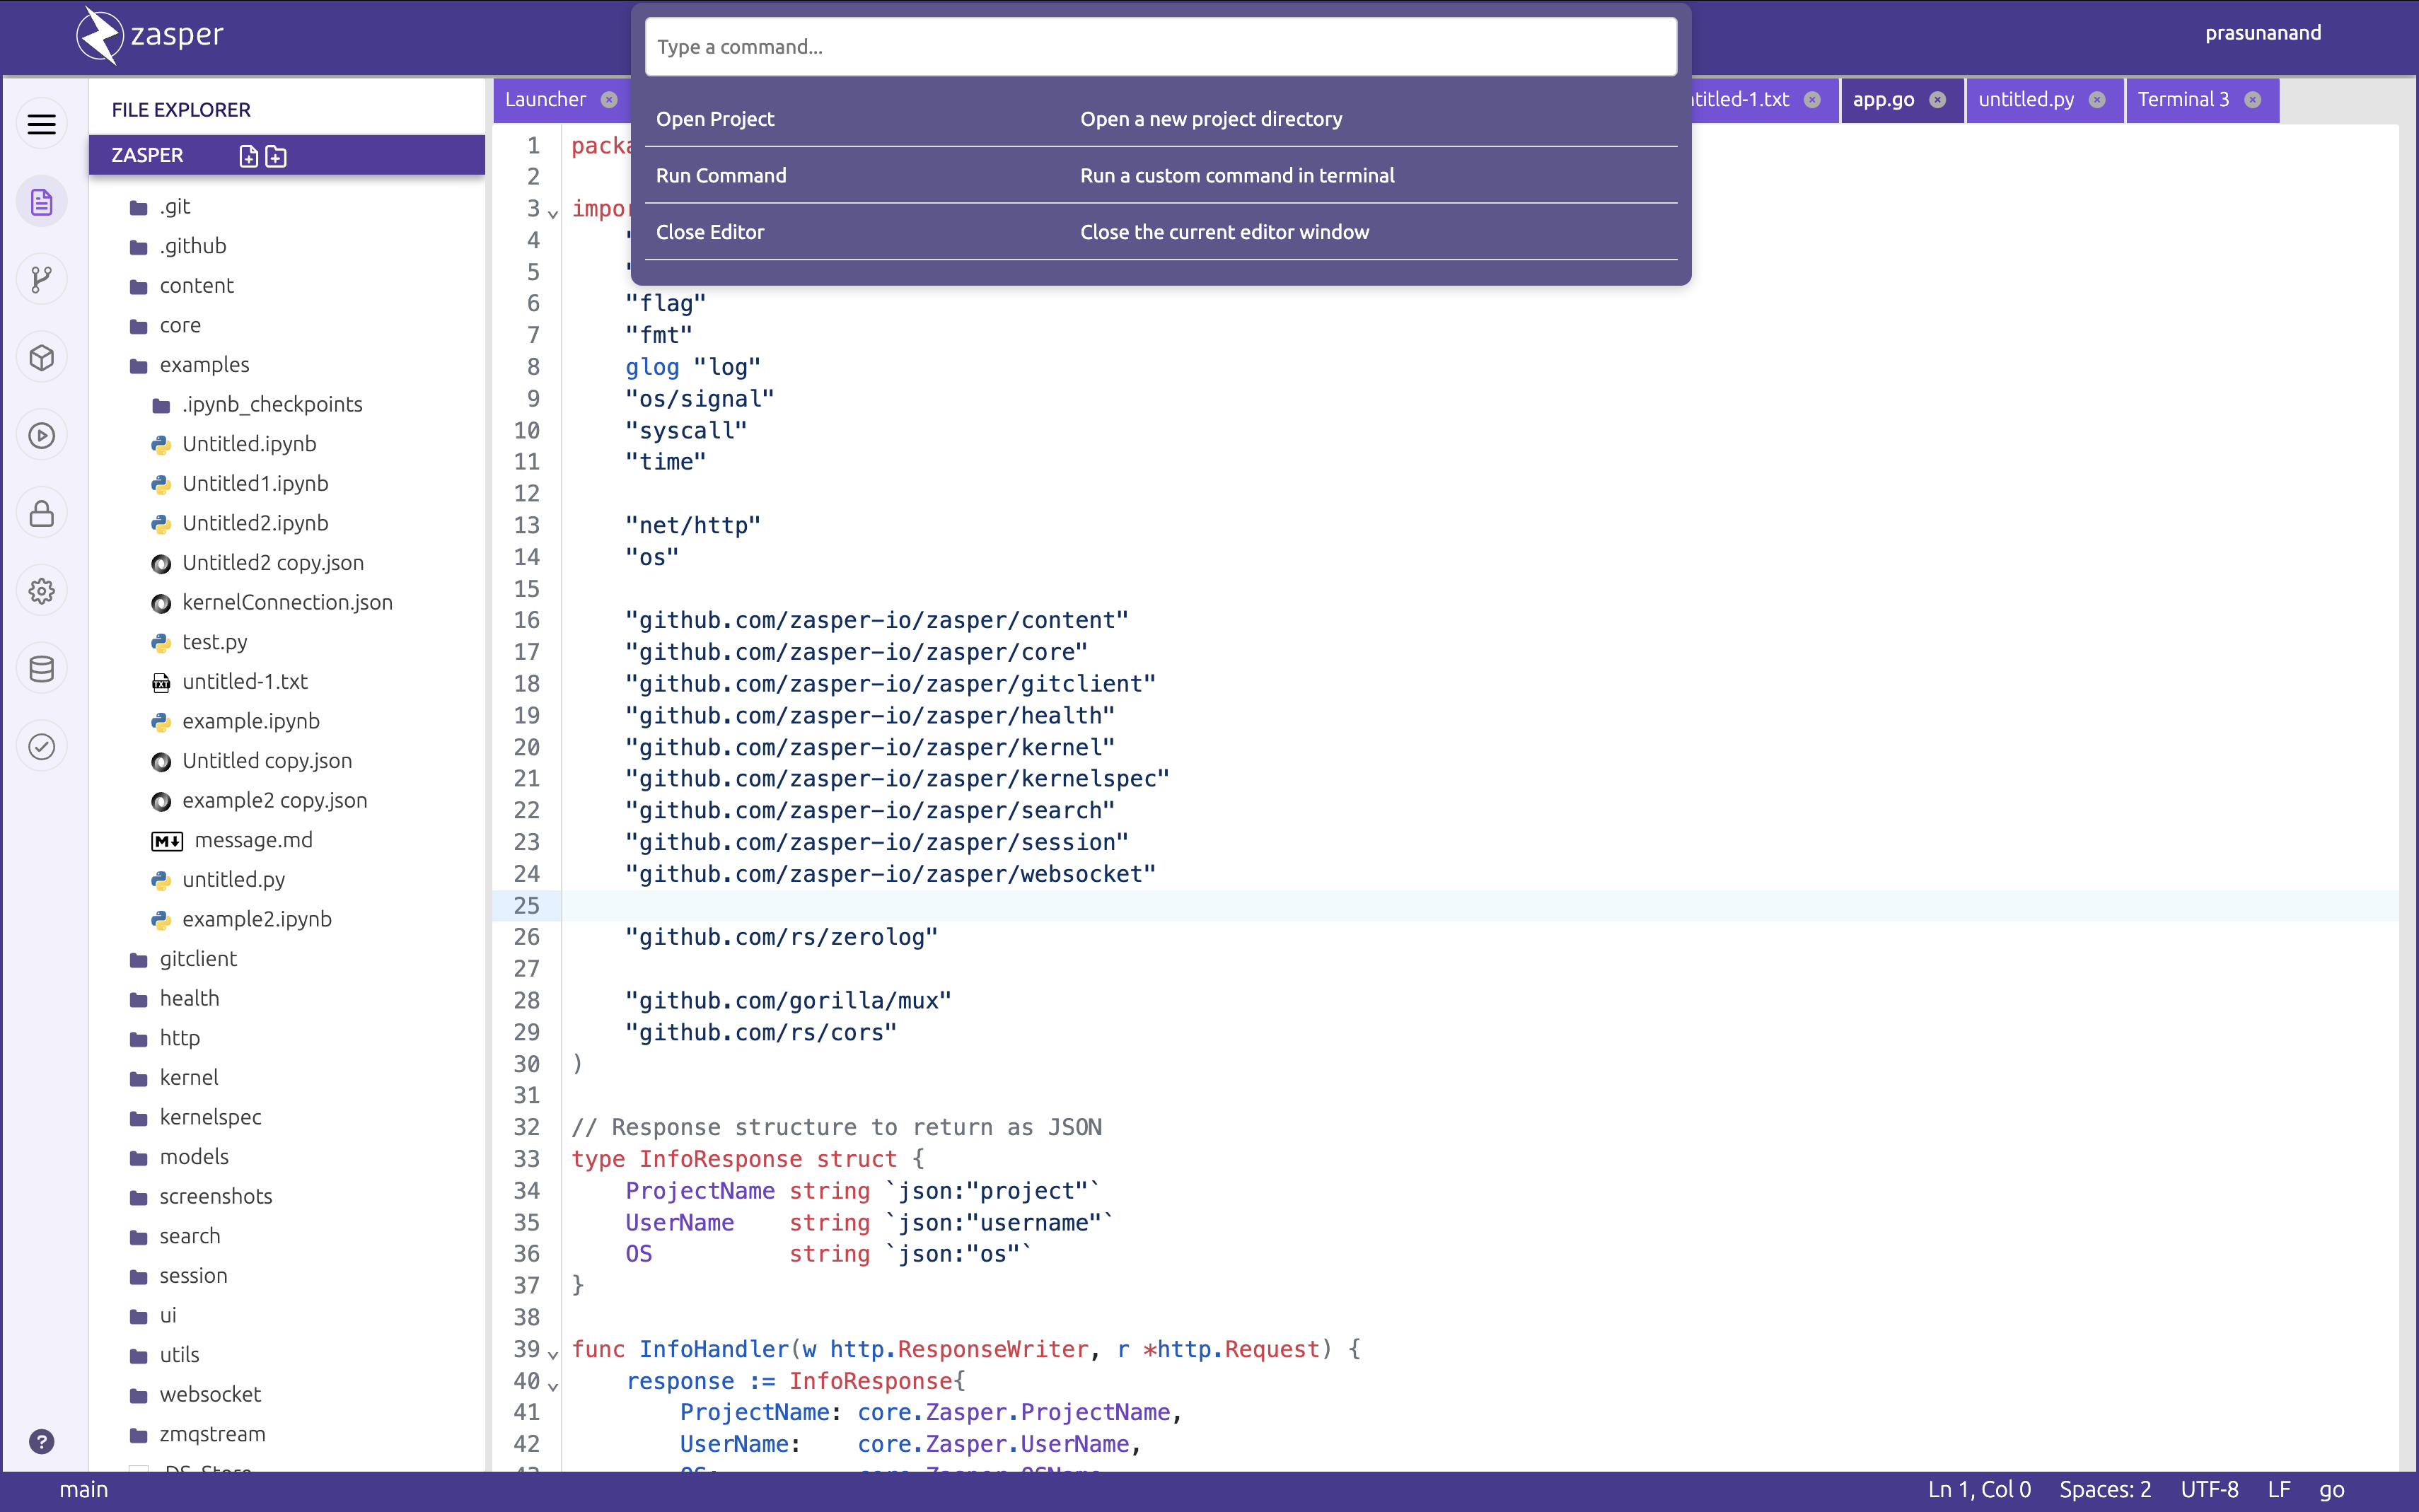 zasper
prasunanand
Type a command...
Open Project Open a new project directory
Run Command Run a custom command in terminal
Close Editor Close the current editor window
Launcher
titled-1.txt
app.go
untitled.py
Terminal 3
FILE EXPLORER
ZASPER
.git
.github
content
core
examples
.ipynb_checkpoints
Untitled.ipynb
Untitled1.ipynb
Untitled2.ipynb
Untitled2 copy.json
kernelConnection.json
test.py
TXT untitled-1.txt
example.ipynb
Untitled copy.json
example2 copy.json
M message.md
untitled.py
example2.ipynb
gitclient
health
http
kernel
kernelspec
models
screenshots
search
session
ui
utils
websocket
zmqstream
1 packa
2
3 impor
4 "
5 "
6 "flag"
7 "fmt"
8 glog "log"
9 "os/signal"
10 "syscall"
11 "time"
12
13 "net/http"
14 "os"
15
16 "github.com/zasper-io/zasper/content"
17 "github.com/zasper-io/zasper/core"
18 "github.com/zasper-io/zasper/gitclient"
19 "github.com/zasper-io/zasper/health"
20 "github.com/zasper-io/zasper/kernel"
21 "github.com/zasper-io/zasper/kernelspec"
22 "github.com/zasper-io/zasper/search"
23 "github.com/zasper-io/zasper/session"
24 "github.com/zasper-io/zasper/websocket"
25
26 "github.com/rs/zerolog"
27
28 "github.com/gorilla/mux"
29 "github.com/rs/cors"
30 )
31
32 // Response structure to return as JSON
33 type InfoResponse struct {
34 ProjectName string `json:"project"`
35 UserName string `json:"username"`
36 OS string `json:"os"`
37 }
38
39 func InfoHandler(w http.ResponseWriter, r *http.Request) {
40 response := InfoResponse{
41 ProjectName: core.Zasper.ProjectName,
42 UserName: core.Zasper.UserName,
?
main
Ln 1, Col 0 Spaces: 2 UTF-8 LF go